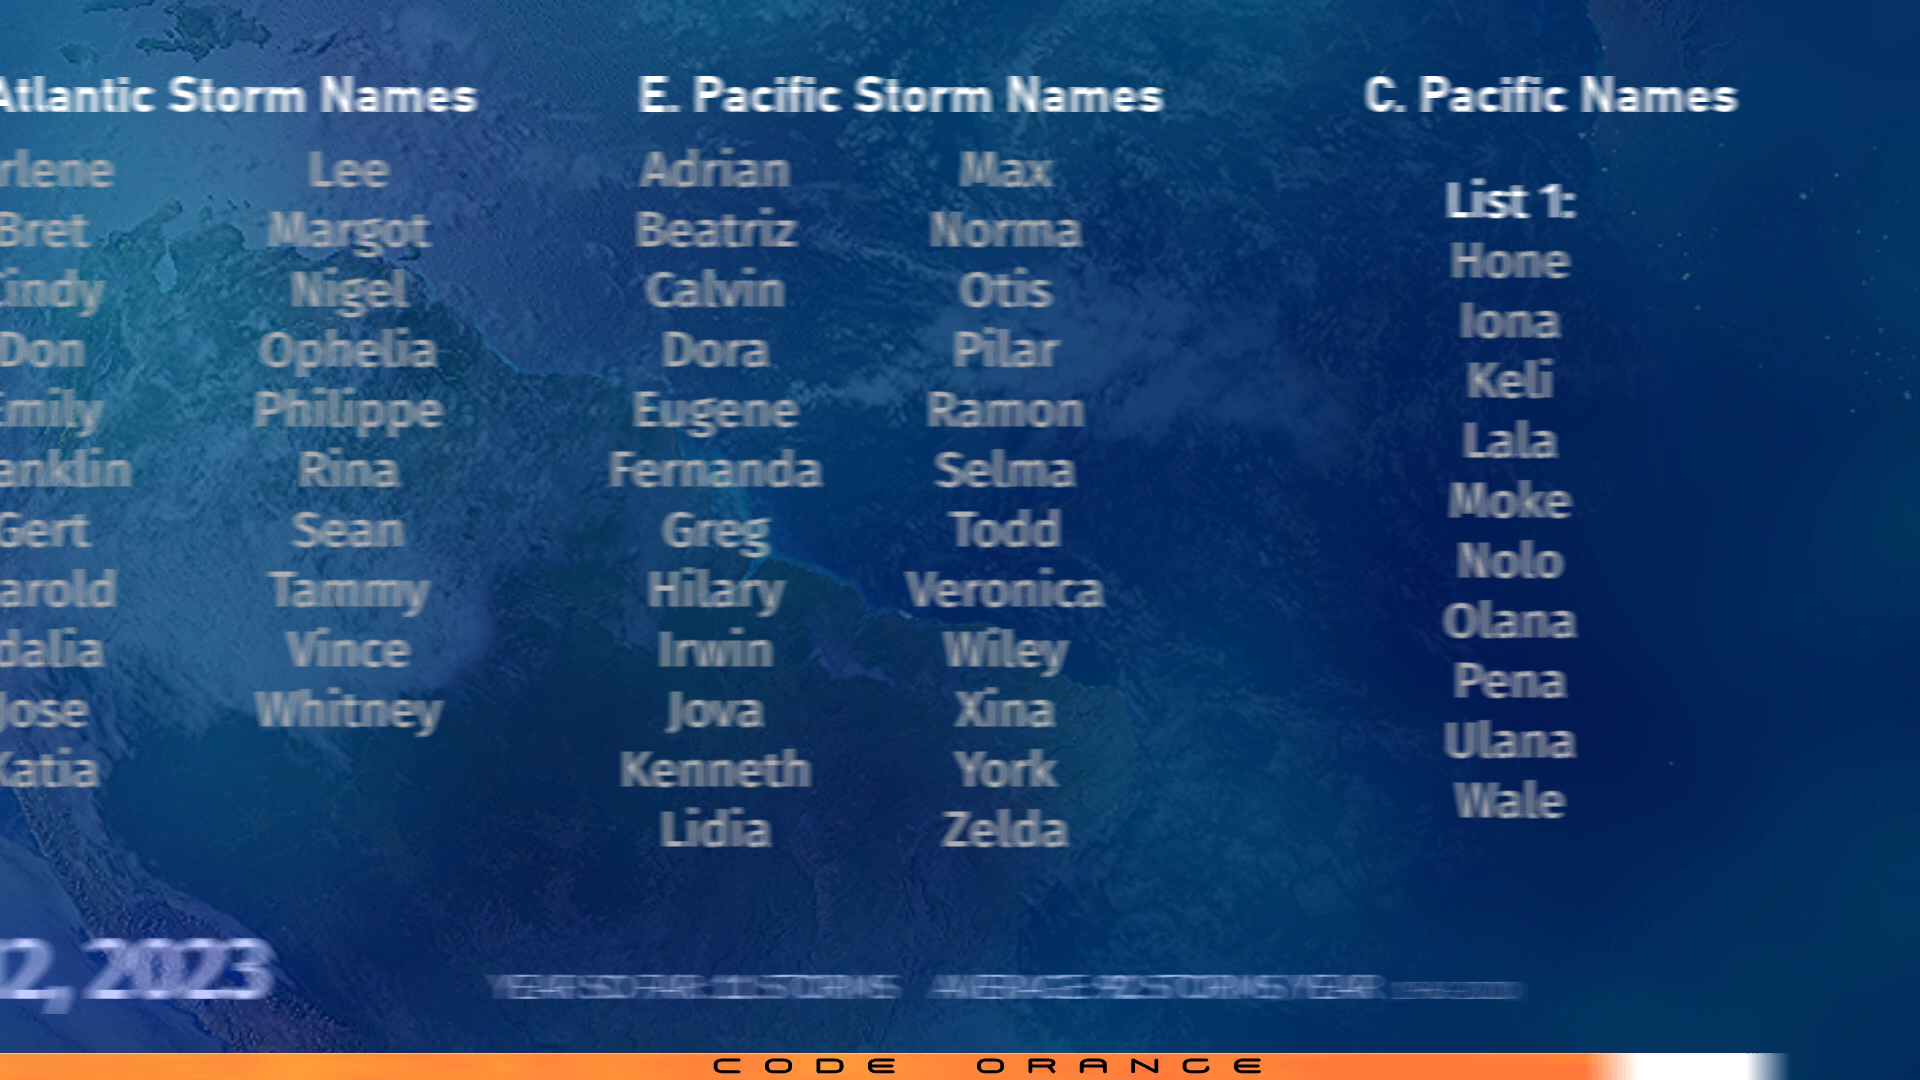 Atlantic Storm Names
rlene
Bret
indy
Don
Emily
anklin
Gert
arold
dalia
Jose
Katia
Lee
Margot
Nigel
Ophelia
Philippe
Rina
Sean
Tammy
Vince
Whitney
E. Pacific Storm Names
Adrian
Beatriz
Calvin
Dora
Eugene
Fernanda
Greg
Hilary
Irwin
Jova
Kenneth
Lidia
Max
Norma
Otis
Pilar
Ramon
Selma
Todd
Veronica
Wiley
Xina
York
Zelda
C. Pacific Names
List 1:
Hone
Iona
Keli
Lala
Moke
Nolo
Olana
Pena
Ulana
Wale
2, 2023
CODE ORANGE